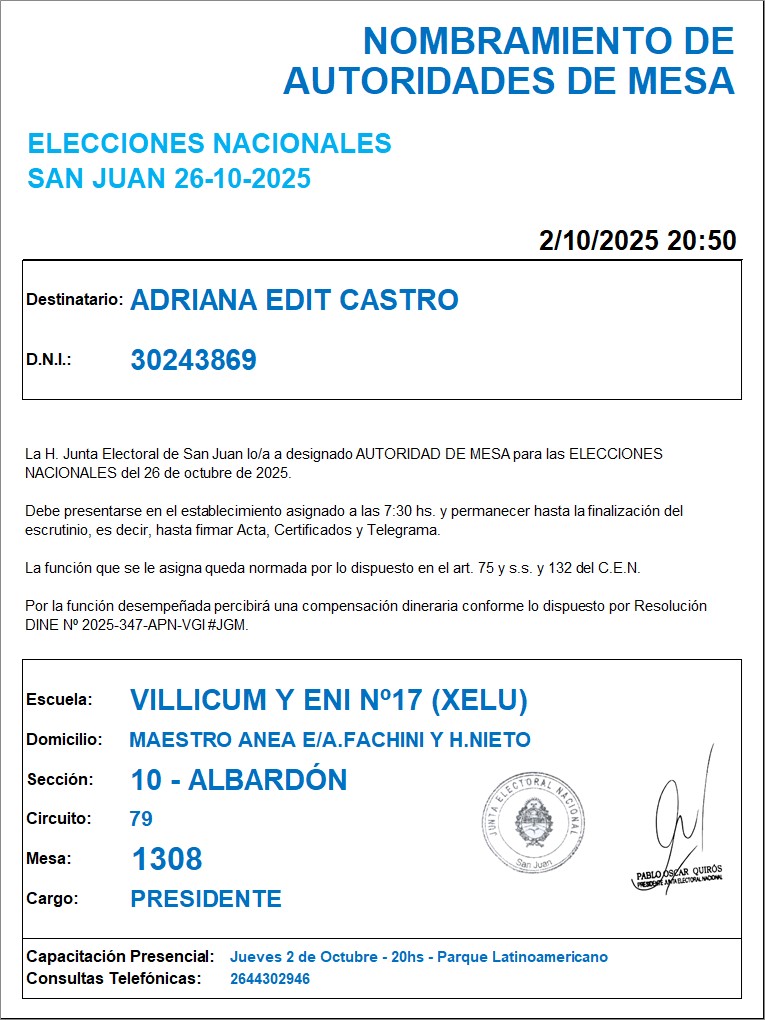 NOMBRAMIENTO DE
AUTORIDADES DE MESA
ELECCIONES NACIONALES
SAN JUAN 26-10-2025
2/10/2025 20:50
Destinatario: ADRIANA EDIT CASTRO
D.N.I.: 30243869
La H. Junta Electoral de San Juan lo/a a designado AUTORIDAD DE MESA para las ELECCIONES
NACIONALES del 26 de octubre de 2025.
Debe presentarse en el establecimiento asignado a las 7:30 hs. y permanecer hasta la finalización del
escrutinio, es decir, hasta firmar Acta, Certificados y Telegrama.
La función que se le asigna queda normada por lo dispuesto en el art. 75 y s.s. y 132 del C.E.N.
Por la función desempeñada percibirá una compensación dineraria conforme lo dispuesto por Resolución
DINE Nº 2025-347-APN-VGI#JGM.
Escuela: VILLICUM Y ENI Nº17 (XELU)
Domicilio: MAESTRO ANEA E/A.FACHINI Y H.NIETO
Sección: 10 - ALBARDÓN
Circuito: 79
Mesa: 1308
Cargo: PRESIDENTE
JUNTA ELECTORAL NACIONAL
San Juan
PABLO OSCAR QUIRÓS
PRESIDENTE JUNTA ELECTORAL NACIONAL
Capacitación Presencial: Jueves 2 de Octubre - 20hs - Parque Latinoamericano
Consultas Telefónicas: 2644302946